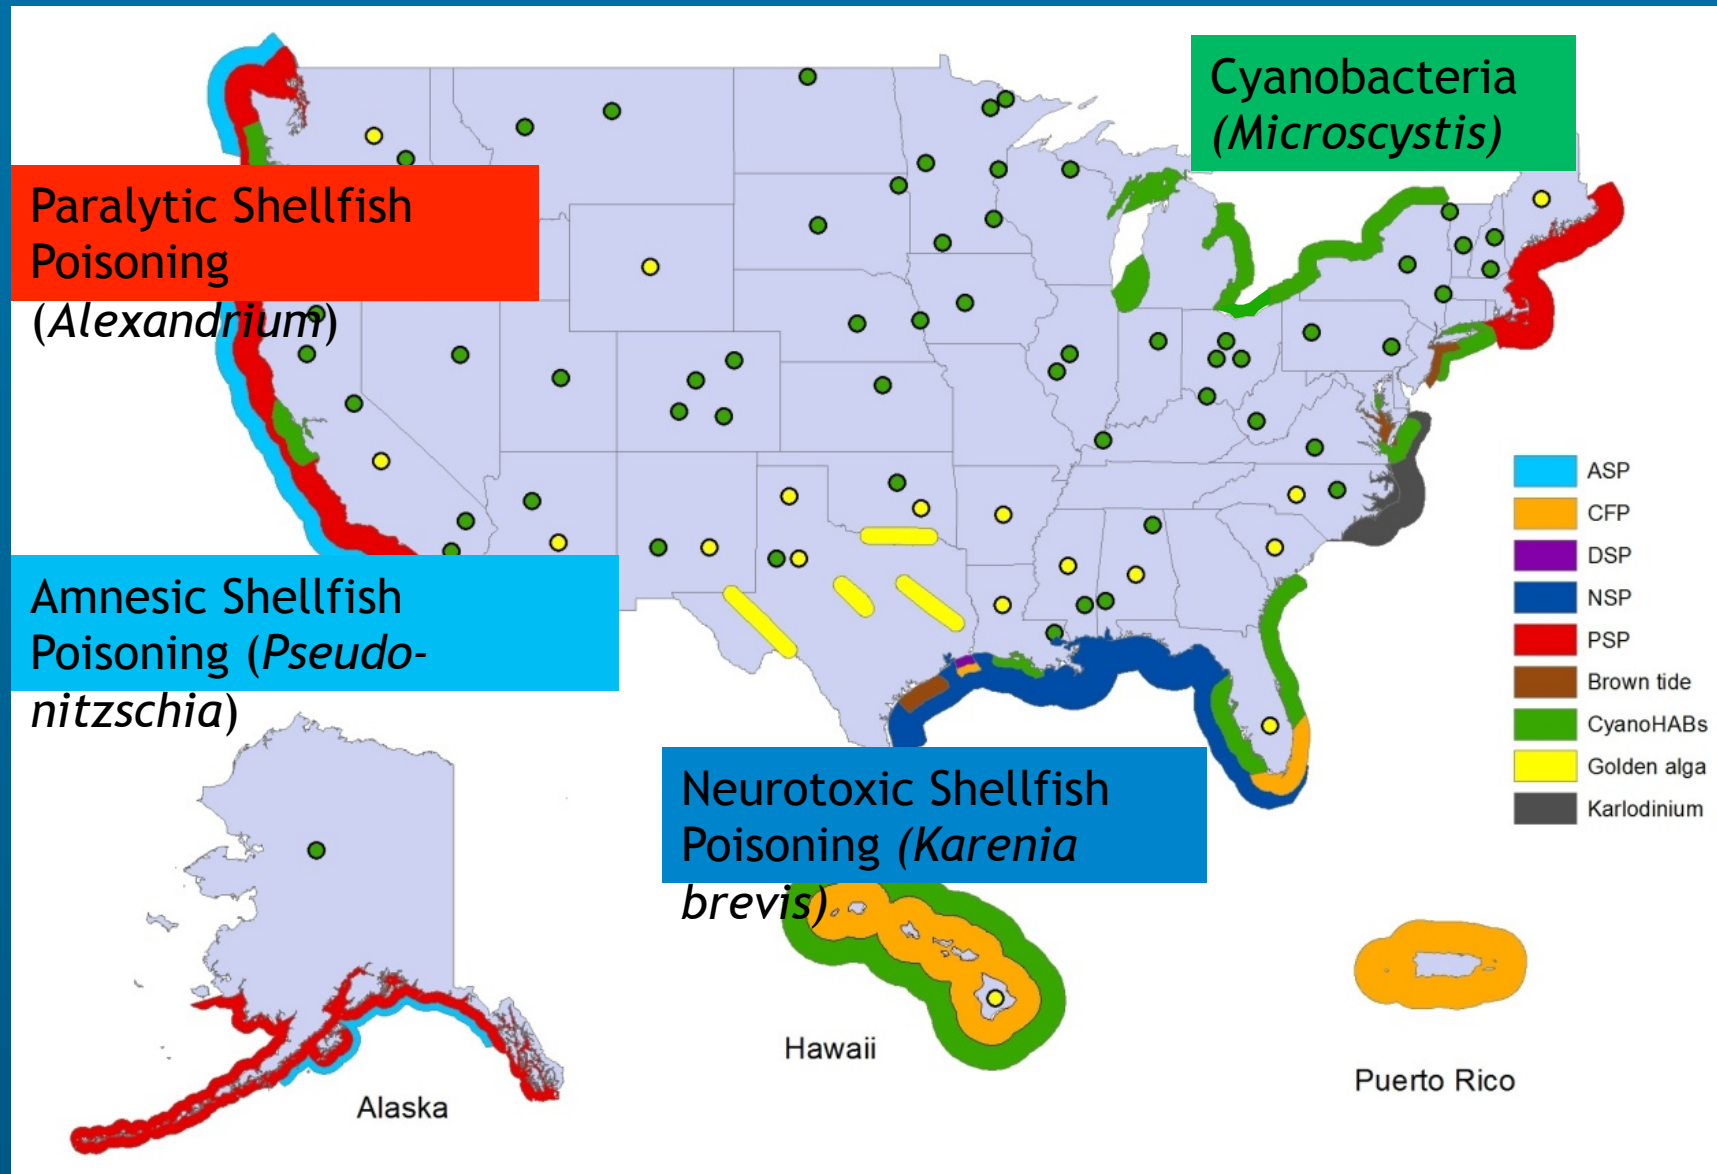 Cyanobacteria
(Microscystis)
Paralytic Shellfish
Poisoning
(Alexandrium)
Amnesic Shellfish
Poisoning (Pseudo-
nitzschia)
Neurotoxic Shellfish
Poisoning (Karenia
brevis)
ASP
CFP
DSP
NSP
PSP
Brown tide
CyanoHABs
Golden alga
Karlodinium
Alaska
Hawaii
Puerto Rico